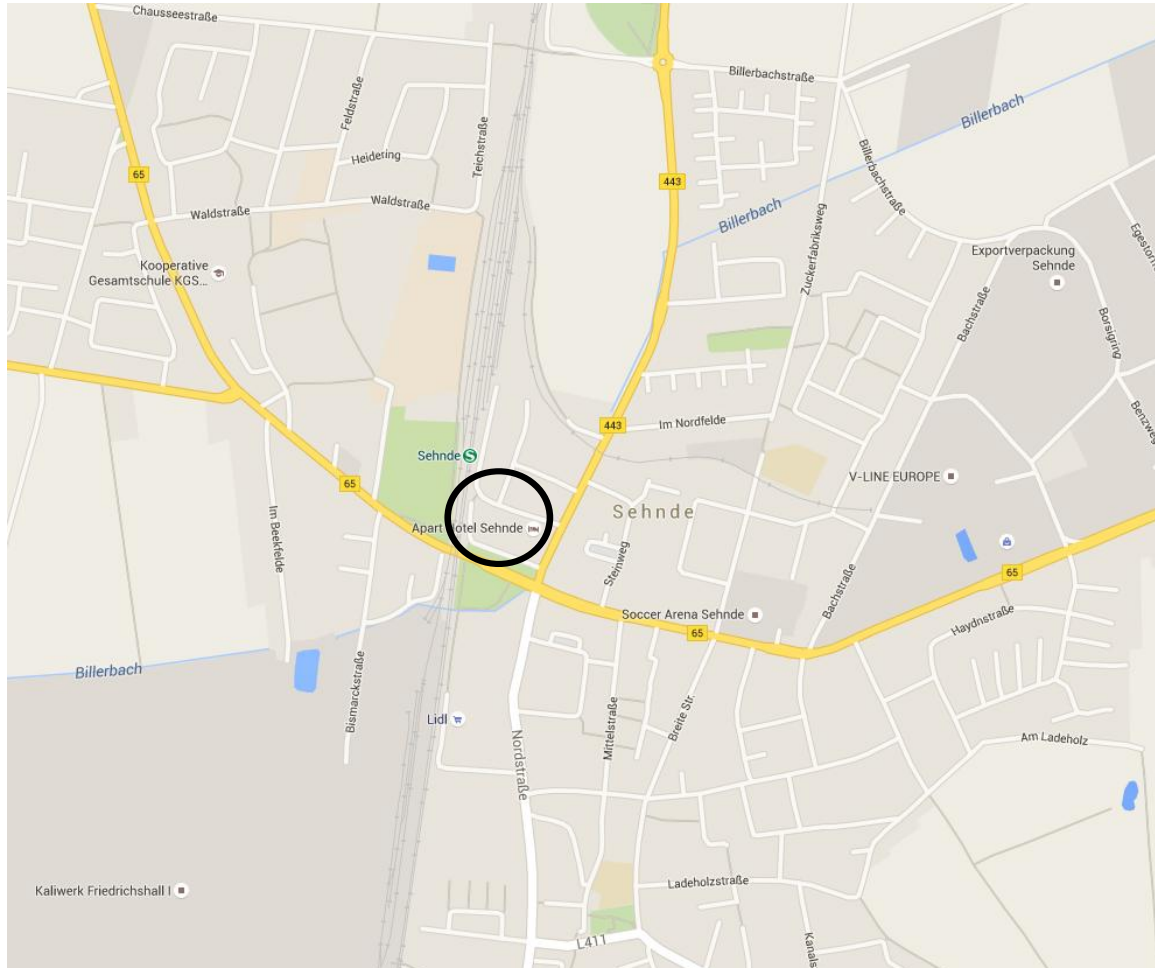 Chausseestraße
Billerbachstraße
Feldstraße
Billerbach
Teichstraße
Heidering
Billerbachstraße
65
443
Waldstraße
Waldstraße
Billerbach
Zuckerfabriksweg
Kooperative
Gesamtschule KGS...
Exportverpackung
Sehnde
Bachstraße
Borsigring
443
Im Nordfelde
Benzweg
Sehnde
S
65
V-LINE EUROPE
Im Beekfelde
Sehnde
Apart Hotel Sehnde
Steinweg
65
Bachstraße
Soccer Arena Sehnde
65
Haydnstraße
Billerbach
Bismarckstraße
Lidl
Nordstraße
Mittelstraße
Breite Str.
Am Ladeholz
Kaliwerk Friedrichshall I
Ladeholzstraße
L411